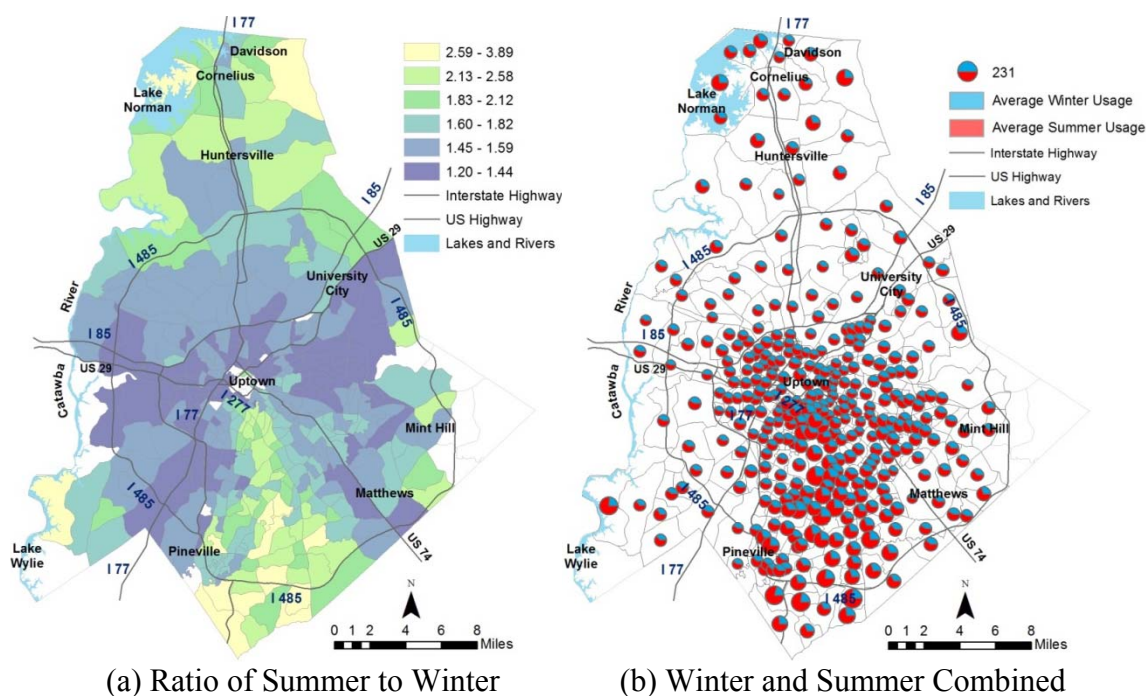 I 77
Davidson
Cornelius
Lake
Norman
Huntersville
2.59 - 3.89
2.13 - 2.58
1.83 - 2.12
1.60 - 1.82
1.45 - 1.59
1.20 - 1.44
Interstate Highway
US Highway
Lakes and Rivers
I 85
US 29
I 485
University
City
I 485
River
Catawba
I 85
US 29
Uptown
I 277
I 77
Mint Hill
I 485
Matthews
US 74
Pineville
Lake
Wylie
I 77
I 485
N
0 1 2 4 6 8
Miles
(a) Ratio of Summer to Winter
I 77
Davidson
Cornelius
Lake
Norman
Huntersville
231
Average Winter Usage
Average Summer Usage
Interstate Highway
US Highway
Lakes and Rivers
I 85
US 29
I 485
University
City
I 485
River
Catawba
I 85
US 29
Uptown
I 277
I 77
Mint Hill
I 485
Matthews
US 74
Pineville
Lake
Wylie
I 77
I 485
N
0 1 2 4 6 8
Miles
(b) Winter and Summer Combined